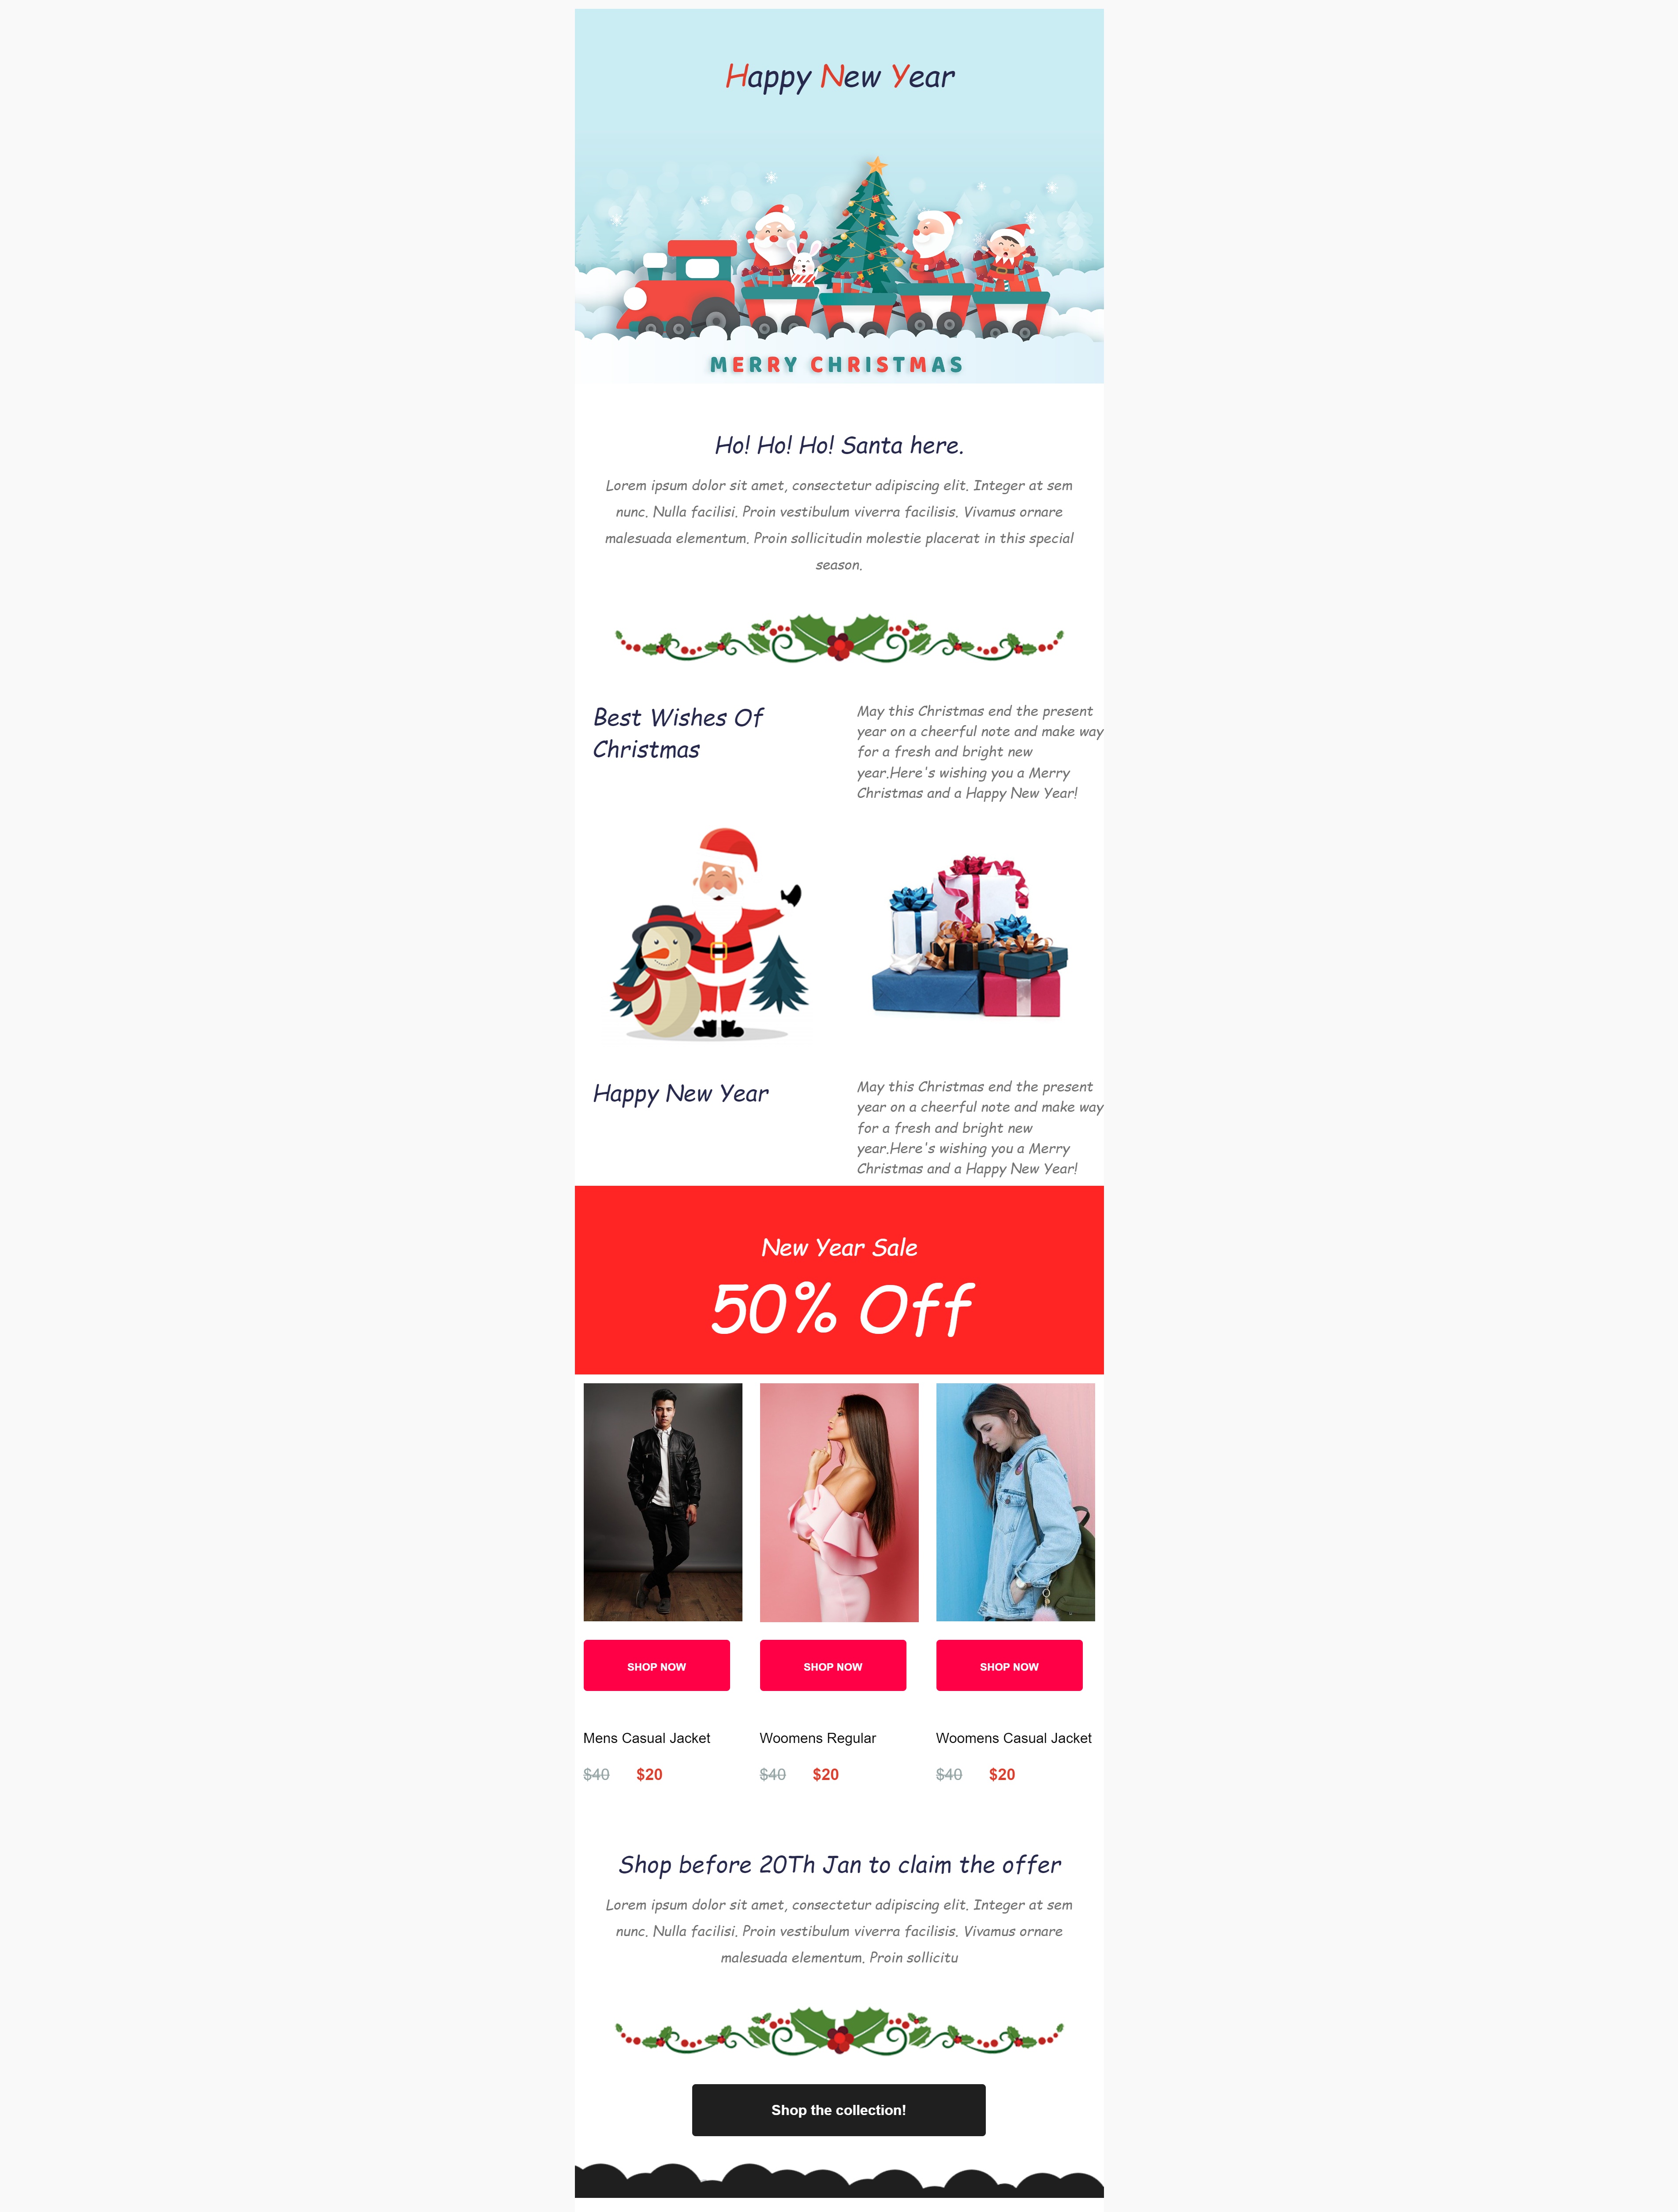 Happy New Year
MERRY CHRISTMAS
Ho! Ho! Ho! Santa here.
Lorem ipsum dolor sit amet, consectetur adipiscing elit. Integer at sem
nunc. Nulla facilisi. Proin vestibulum viverra facilisis. Vivamus ornare
malesuada elementum. Proin sollicitudin molestie placerat in this special
season.
Best Wishes Of
Christmas
May this Christmas end the present
year on a cheerful note and make way
for a fresh and bright new
year.Here's wishing you a Merry
Christmas and a Happy New Year!
Happy New Year
May this Christmas end the present
year on a cheerful note and make way
for a fresh and bright new
year.Here's wishing you a Merry
Christmas and a Happy New Year!
New Year Sale
50% Off
SHOP NOW
SHOP NOW
SHOP NOW
Mens Casual Jacket
Woomens Regular
Woomens Casual Jacket
$40 $20
$40 $20
$40 $20
Shop before 20Th Jan to claim the offer
Lorem ipsum dolor sit amet, consectetur adipiscing elit. Integer at sem
nunc. Nulla facilisi. Proin vestibulum viverra facilisis. Vivamus ornare
malesuada elementum. Proin sollicitu
Shop the collection!